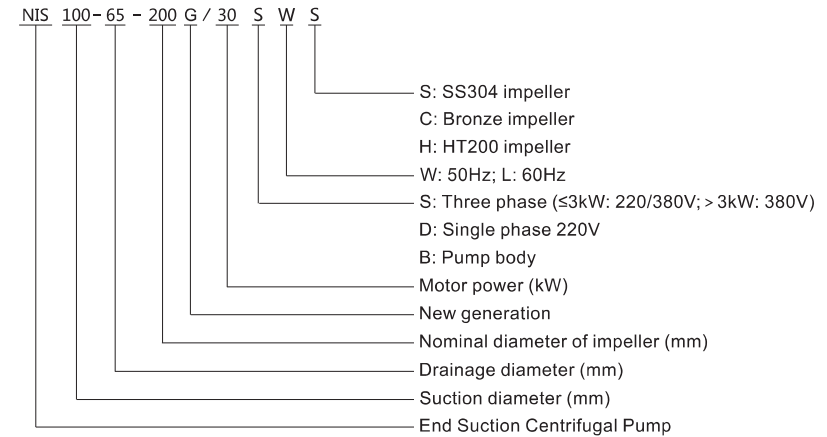 NIS 100-65-200 G/30 S W S
S: SS304 impeller
C: Bronze impeller
H: HT200 impeller
W: 50Hz; L: 60Hz
S: Three phase (≤3kW: 220/380V; > 3kW: 380V)
D: Single phase 220V
B: Pump body
Motor power (kW)
New generation
Nominal diameter of impeller (mm)
Drainage diameter (mm)
Suction diameter (mm)
End Suction Centrifugal Pump